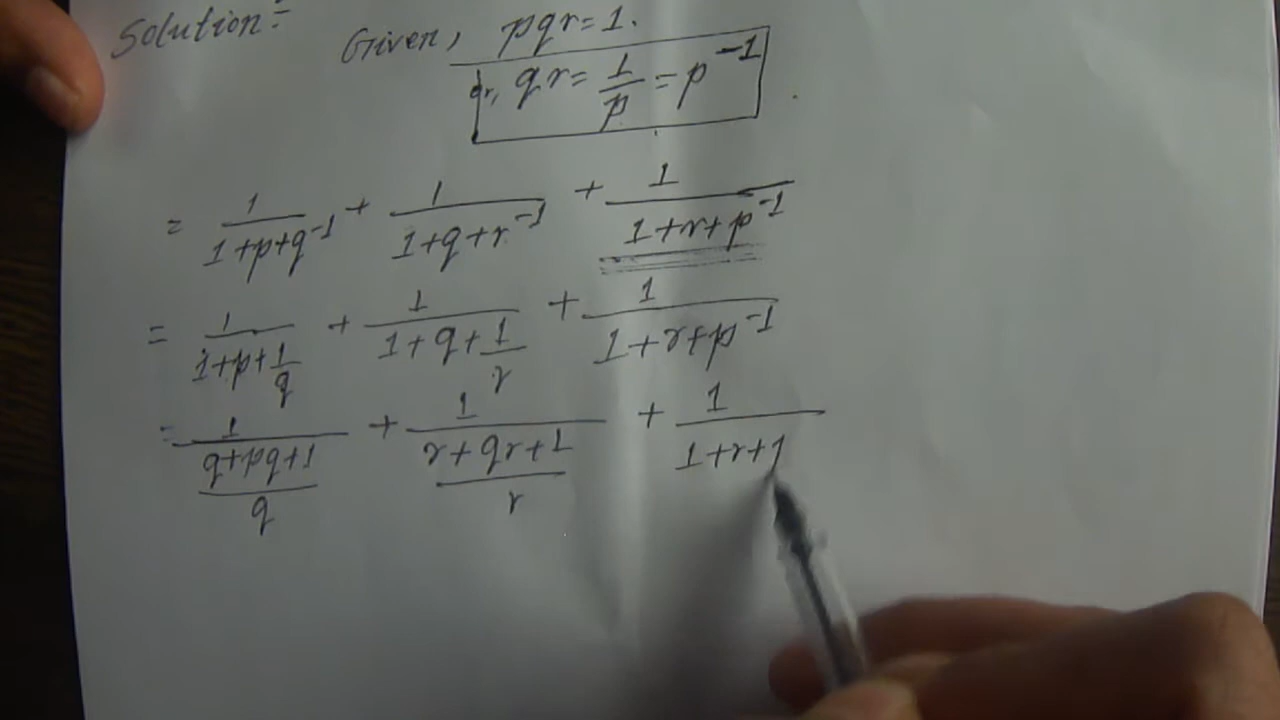 Solution:-
Given, pqr=1.
or, qr=1/p=p^-1
= 1/(1+p+q^-1) + 1/(1+q+r^-1) + 1/(1+r+p^-1)
= 1/(1+p+1/q) + 1/(1+q+1/r) + 1/(1+r+p^-1)
= 1/((q+pq+1)/q) + 1/((r+qr+1)/r) + 1/(1+r+1